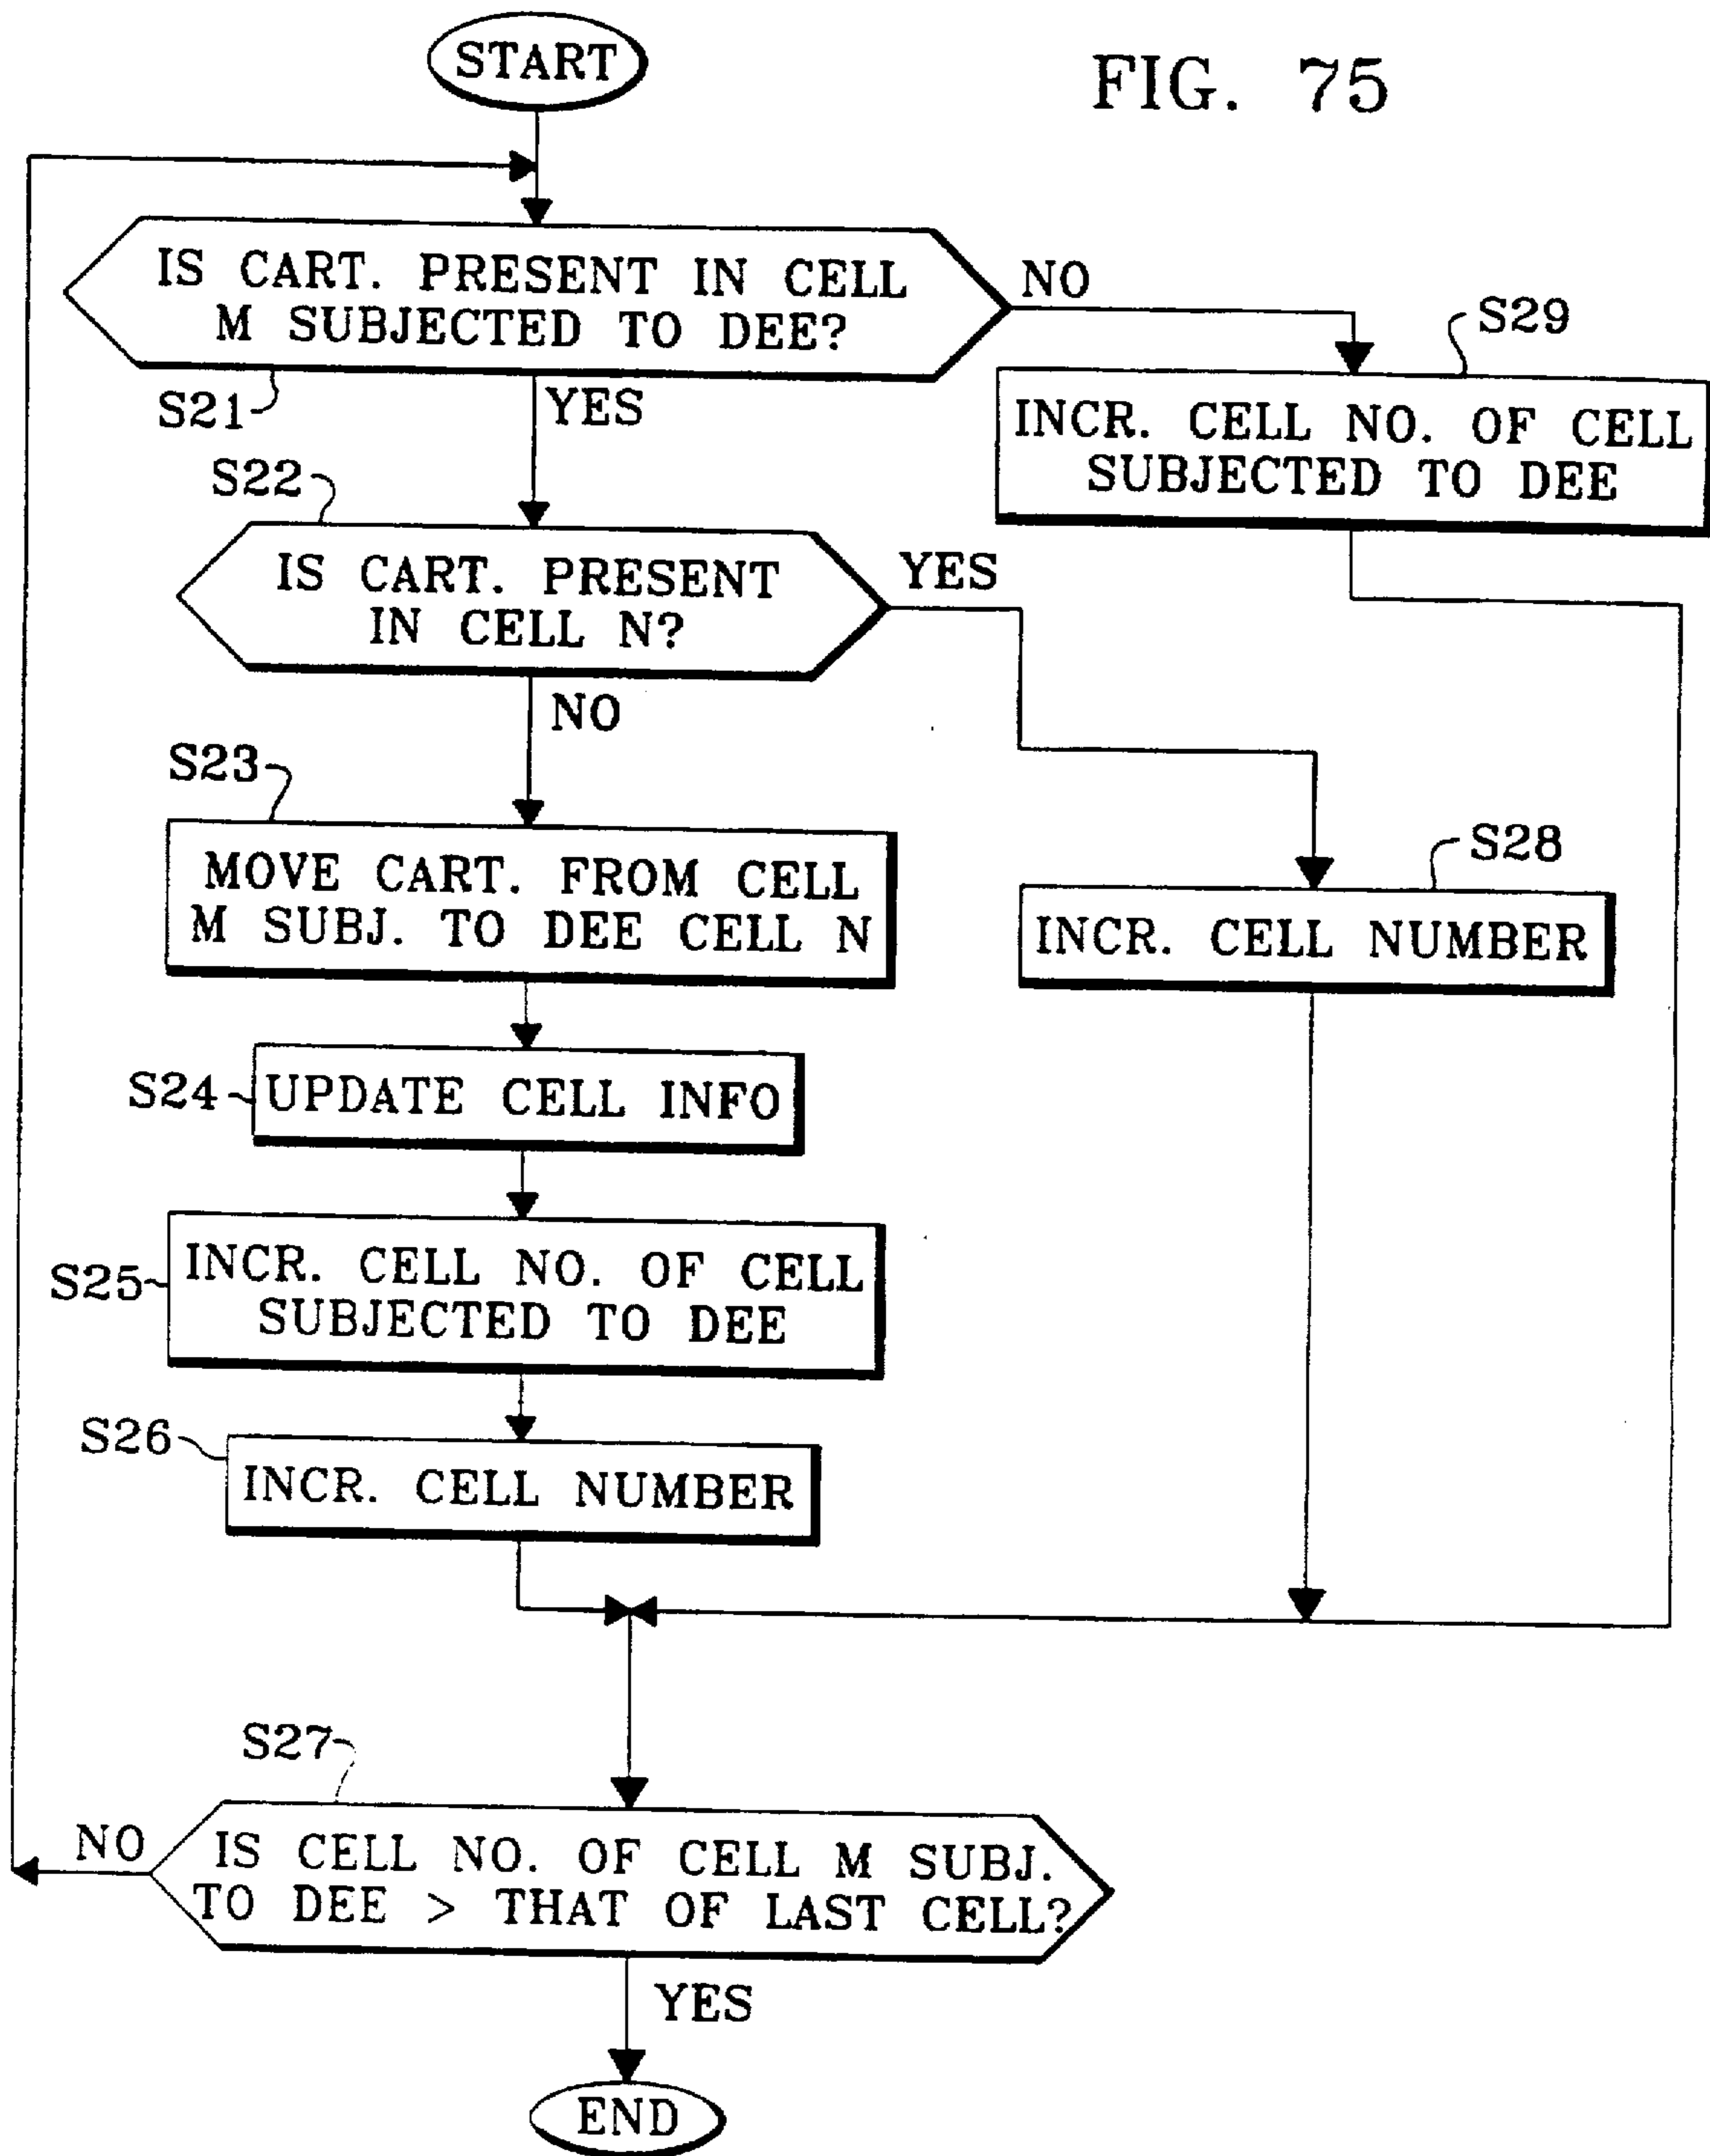 START
FIG. 75
IS CART. PRESENT IN CELL
M SUBJECTED TO DEE?
NO
S21
YES
S29
INCR. CELL NO. OF CELL
SUBJECTED TO DEE
S22
IS CART. PRESENT
IN CELL N?
YES
NO
S23
MOVE CART. FROM CELL
M SUBJ. TO DEE CELL N
S28
INCR. CELL NUMBER
S24
UPDATE CELL INFO
S25
INCR. CELL NO. OF CELL
SUBJECTED TO DEE
S26
INCR. CELL NUMBER
S27
NO
IS CELL NO. OF CELL M SUBJ.
TO DEE > THAT OF LAST CELL?
YES
END